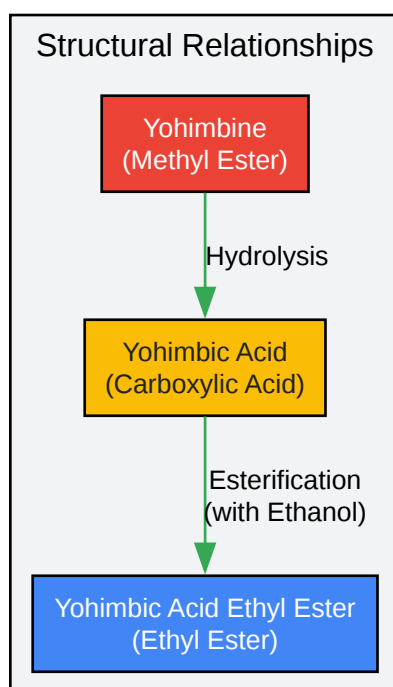 Structural Relationships
Yohimbine
(Methyl Ester)
Hydrolysis
Yohimbic Acid
(Carboxylic Acid)
Esterification
(with Ethanol)
Yohimbic Acid Ethyl Ester
(Ethyl Ester)